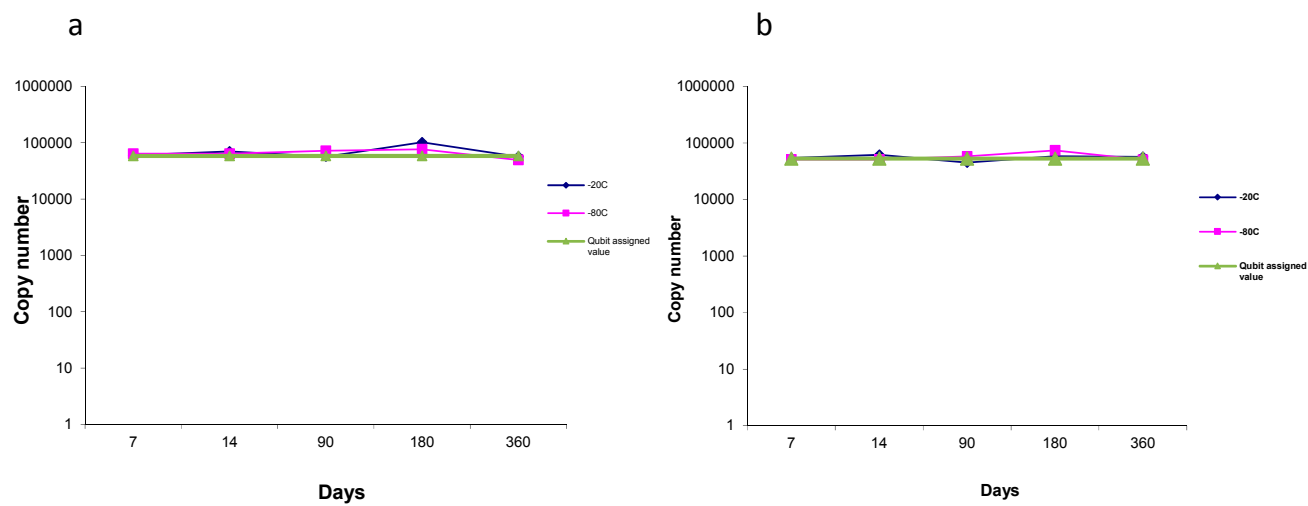 a
1000000
100000
10000
1000
100
10
1
Copy number
7 14 90 180 360
Days
-20C
-80C
Qubit assigned
value
b
1000000
100000
10000
1000
100
10
1
Copy number
7 14 90 180 360
Days
-20C
-80C
Qubit assigned
value